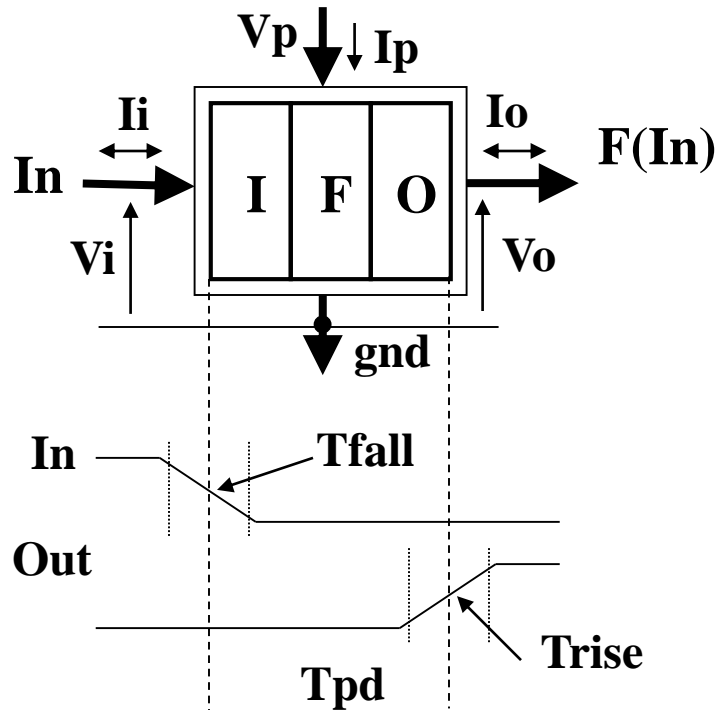 Vp
Ip
Ii
Io
F(In)
In
I F O
Vi
Vo
gnd
In
Tfall
Out
Trise
Tpd